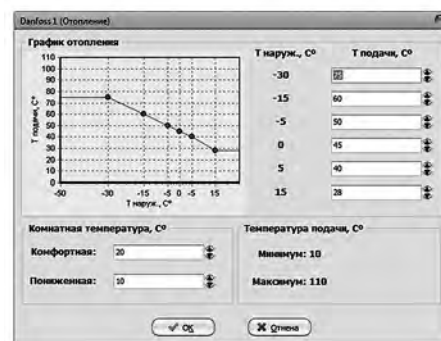 Danfoss 1 (Отопление)
График отопления
T подачи, C°
110
100
90
80
70
60
50
40
30
20
10
0
-50 -30 -15 -5 0 5 15
T наруж., C°
T наруж., C° T подачи, C°
-30
-15 60
-5 50
0 45
5 40
15 28
Комнатная температура, C°
Комфортная: 20
Пониженная: 10
Температура подачи, C°
Минимум: 10
Максимум: 110
OK
Отмена